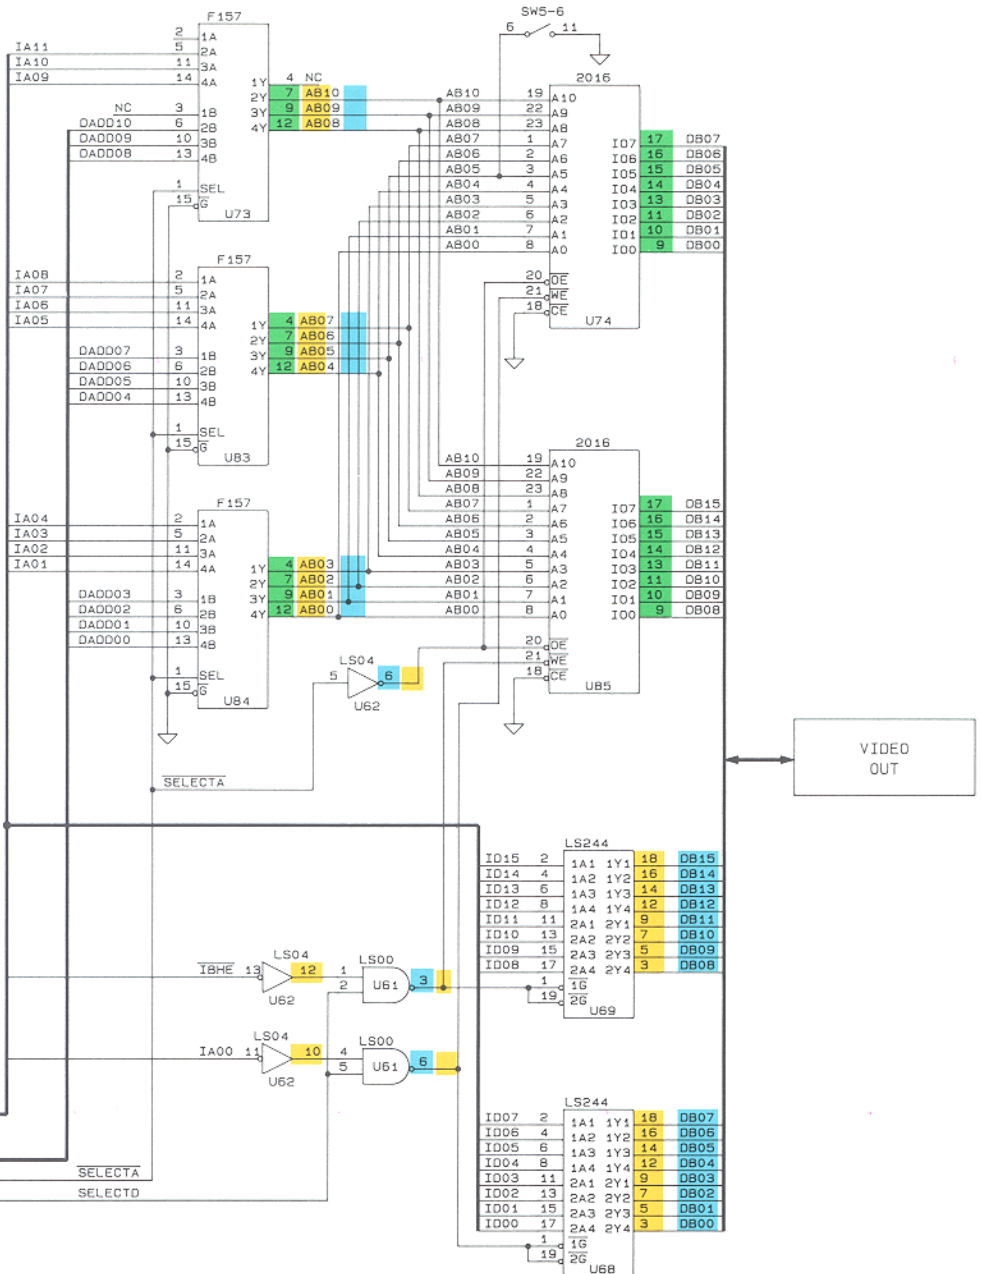 SW5-6
6 11
F157
2 1A
IA11 5 2A
IA10 11 3A
IA09 14 4A
1Y 4 NC
2Y 7 AB10
3Y 9 AB09
4Y 12 AB08
NC 3 1B
DADD10 6 2B
DADD09 10 3B
DADD08 13 4B
1 SEL
15 G
U73
2016
AB10 19 A10
AB09 22 A9
AB08 23 A8
AB07 1 A7
AB06 2 A6
AB05 3 A5
AB04 4 A4
AB03 5 A3
AB02 6 A2
AB01 7 A1
AB00 8 A0
IO7 17 DB07
IO6 16 DB06
IO5 15 DB05
IO4 14 DB04
IO3 13 DB03
IO2 11 DB02
IO1 10 DB01
IO0 9 DB00
20 OE
21 WE
18 CE
U74
F157
IA08 2 1A
IA07 5 2A
IA06 11 3A
IA05 14 4A
1Y 4 AB07
2Y 7 AB06
3Y 9 AB05
4Y 12 AB04
DADD07 3 1B
DADD06 6 2B
DADD05 10 3B
DADD04 13 4B
1 SEL
15 G
U83
2016
AB10 19 A10
AB09 22 A9
AB08 23 A8
AB07 1 A7
AB06 2 A6
AB05 3 A5
AB04 4 A4
AB03 5 A3
AB02 6 A2
AB01 7 A1
AB00 8 A0
IO7 17 DB15
IO6 16 DB14
IO5 15 DB13
IO4 14 DB12
IO3 13 DB11
IO2 11 DB10
IO1 10 DB09
IO0 9 DB08
20 OE
21 WE
18 CE
U85
F157
IA04 2 1A
IA03 5 2A
IA02 11 3A
IA01 14 4A
1Y 4 AB03
2Y 7 AB02
3Y 9 AB01
4Y 12 AB00
DADD03 3 1B
DADD02 6 2B
DADD01 10 3B
DADD00 13 4B
1 SEL
15 G
U84
LS04
5 6
U62
SELECTA
VIDEO
OUT
LS244
ID15 2 1A1 1Y1 18 DB15
ID14 4 1A2 1Y2 16 DB14
ID13 6 1A3 1Y3 14 DB13
ID12 8 1A4 1Y4 12 DB12
ID11 11 2A1 2Y1 9 DB11
ID10 13 2A2 2Y2 7 DB10
ID09 15 2A3 2Y3 5 DB09
ID08 17 2A4 2Y4 3 DB08
1 1G
19 2G
U69
LS04
IBHE 13 12
U62
LS00
1 3
2
U61
LS04
IA00 11 10
U62
LS00
4 6
5
U61
LS244
ID07 2 1A1 1Y1 18 DB07
ID06 4 1A2 1Y2 16 DB06
ID05 6 1A3 1Y3 14 DB05
ID04 8 1A4 1Y4 12 DB04
ID03 11 2A1 2Y1 9 DB03
ID02 13 2A2 2Y2 7 DB02
ID01 15 2A3 2Y3 5 DB01
ID00 17 2A4 2Y4 3 DB00
1 1G
19 2G
U68
SELECTA
SELECTD